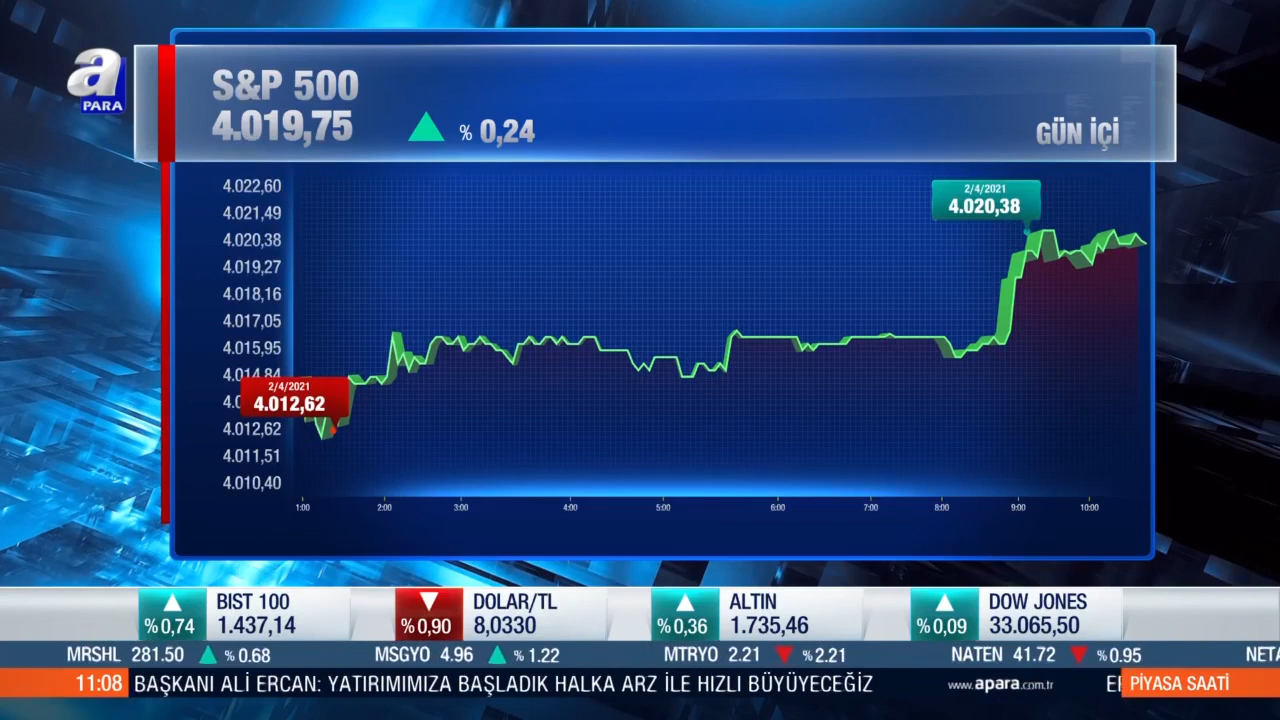 a
PARA
S&P 500
4.019,75
% 0,24
GÜN İÇİ
4.022,60
4.021,49
4.020,38
4.019,27
4.018,16
4.017,05
4.015,95
4.014,84
4.012,62
4.011,51
4.010,40
2/4/2021
4.020,38
2/4/2021
4.012,62
1:00 2:00 3:00 4:00 5:00 6:00 7:00 8:00 9:00 10:00
% 0,74 BIST 100 1.437,14
% 0,90 DOLAR/TL 8,0330
% 0,36 ALTIN 1.735,46
% 0,09 DOW JONES 33.065,50
MRSHL 281.50 % 0.68 MSGYO 4.96 % 1.22 MTRYO 2.21 %2.21 NATEN 41.72 %0.95 NETA
11:08 BAŞKANI ALİ ERCAN: YATIRIMIMIZA BAŞLADIK HALKA ARZ İLE HIZLI BÜYÜYECEĞİZ www.apara.com.tr PİYASA SAATİ